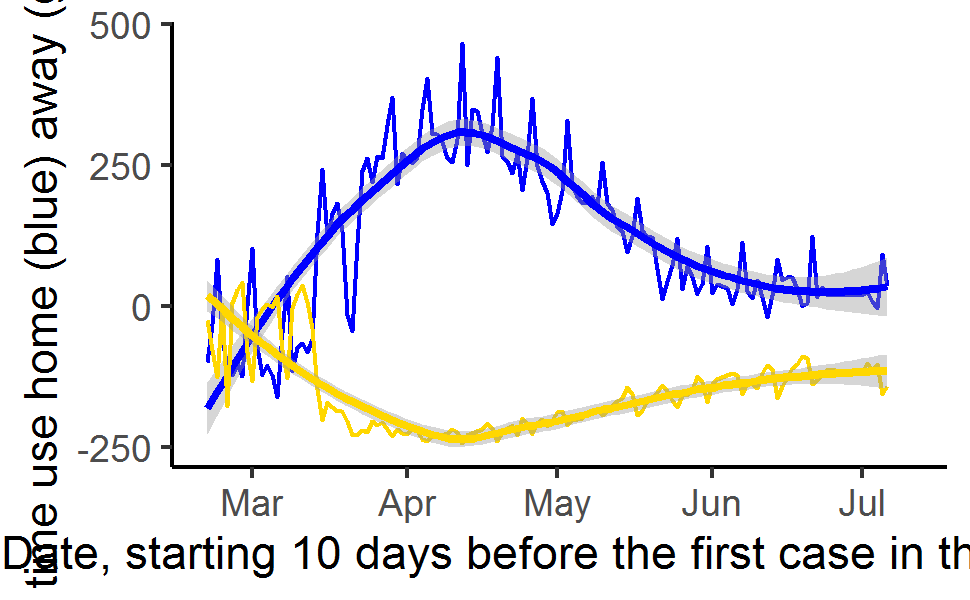 time use home (blue) away (
500
250
0
-250
Mar Apr May Jun Jul
Date, starting 10 days before the first case in th